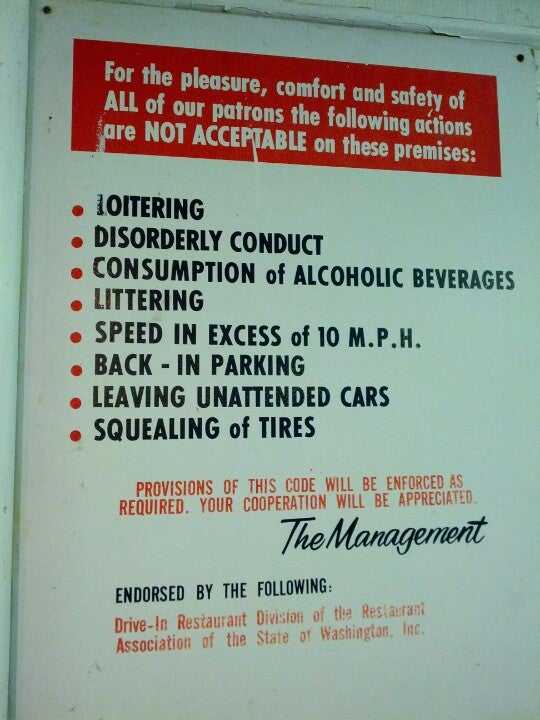 For the pleasure, comfort and safety of
ALL of our patrons the following actions
are NOT ACCEPTABLE on these premises:
• LOITERING
• DISORDERLY CONDUCT
• CONSUMPTION of ALCOHOLIC BEVERAGES
• LITTERING
• SPEED IN EXCESS of 10 M.P.H.
• BACK - IN PARKING
• LEAVING UNATTENDED CARS
• SQUEALING of TIRES
PROVISIONS OF THIS CODE WILL BE ENFORCED AS
REQUIRED. YOUR COOPERATION WILL BE APPRECIATED.
The Management
ENDORSED BY THE FOLLOWING:
Drive-In Restaurant Division of the Restaurant
Association of the State of Washington, Inc.